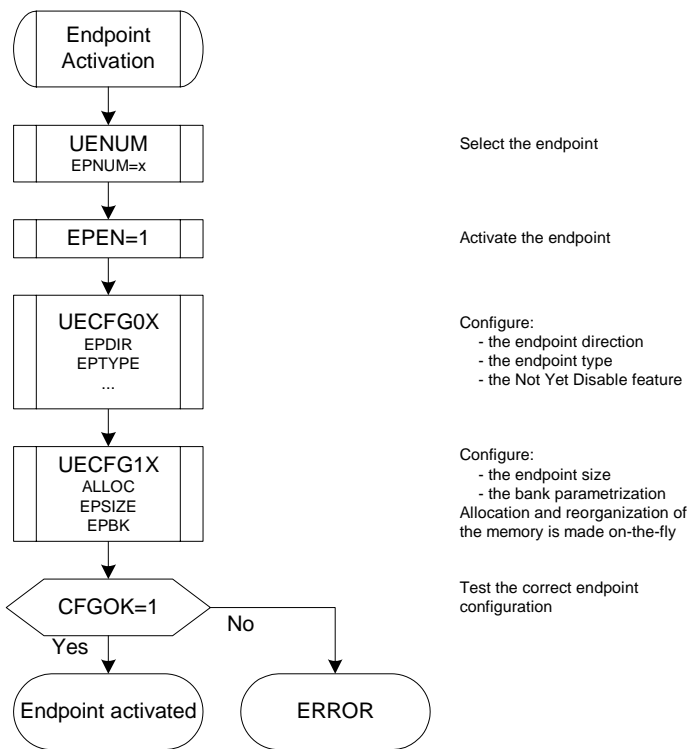 Endpoint
Activation
UENUM
EPNUM=x
Select the endpoint
EPEN=1
Activate the endpoint
UECFG0X
EPDIR
EPTYPE
...
Configure:
- the endpoint direction
- the endpoint type
- the Not Yet Disable feature
UECFG1X
ALLOC
EPSIZE
EPBK
Configure:
- the endpoint size
- the bank parametrization
Allocation and reorganization of
the memory is made on-the-fly
CFGOK=1
Test the correct endpoint
configuration
No
Yes
Endpoint activated
ERROR